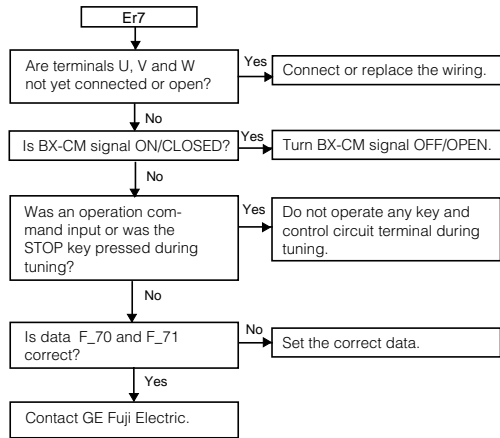 Er7
Are terminals U, V and W
not yet connected or open?
Yes
Connect or replace the wiring.
No
Is BX-CM signal ON/CLOSED?
Yes
Turn BX-CM signal OFF/OPEN.
No
Was an operation com-
mand input or was the
STOP key pressed during
tuning?
Yes
Do not operate any key and
control circuit terminal during
tuning.
No
Is data F_70 and F_71
correct?
No
Set the correct data.
Yes
Contact GE Fuji Electric.